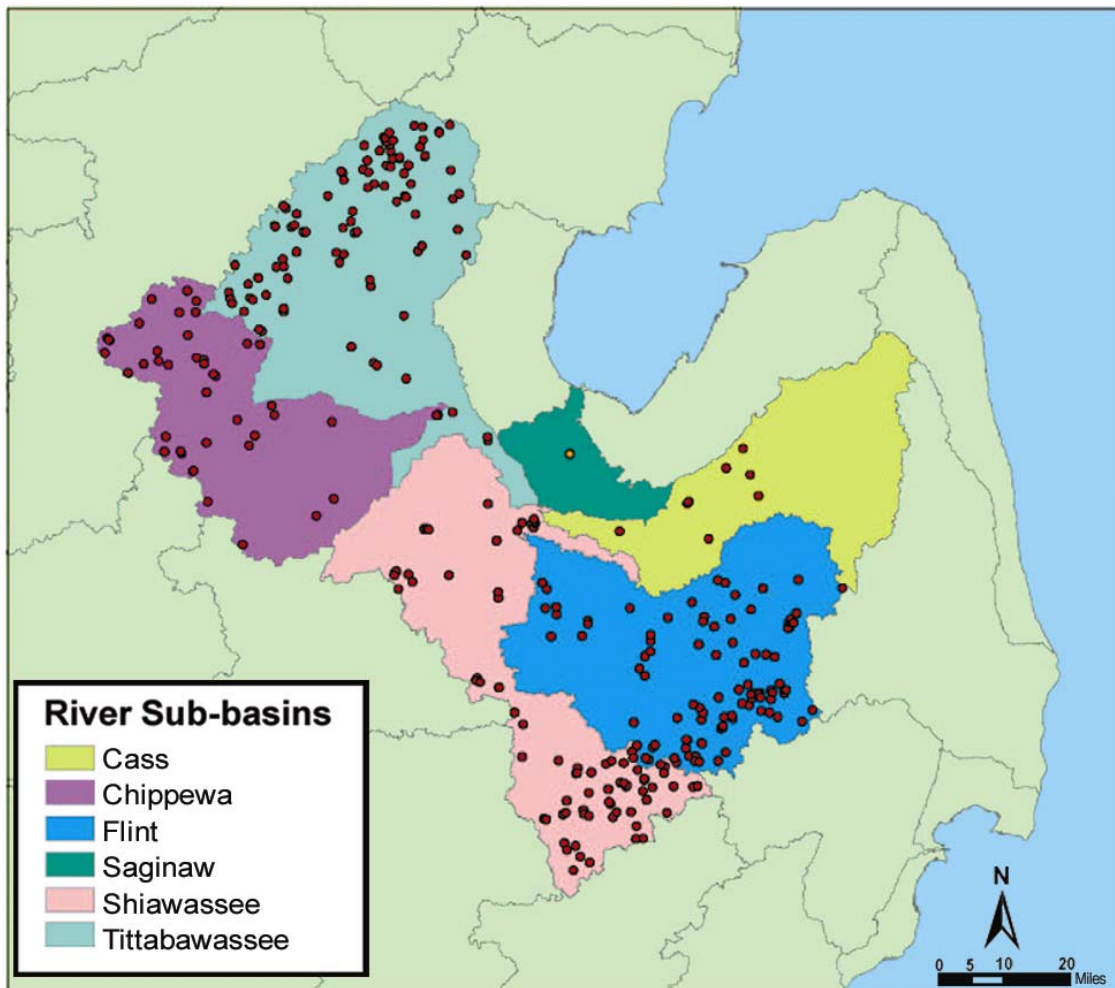 River Sub-basins
Cass
Chippewa
Flint
Saginaw
Shiawassee
Tittabawassee
N
0 5 10 20
Miles